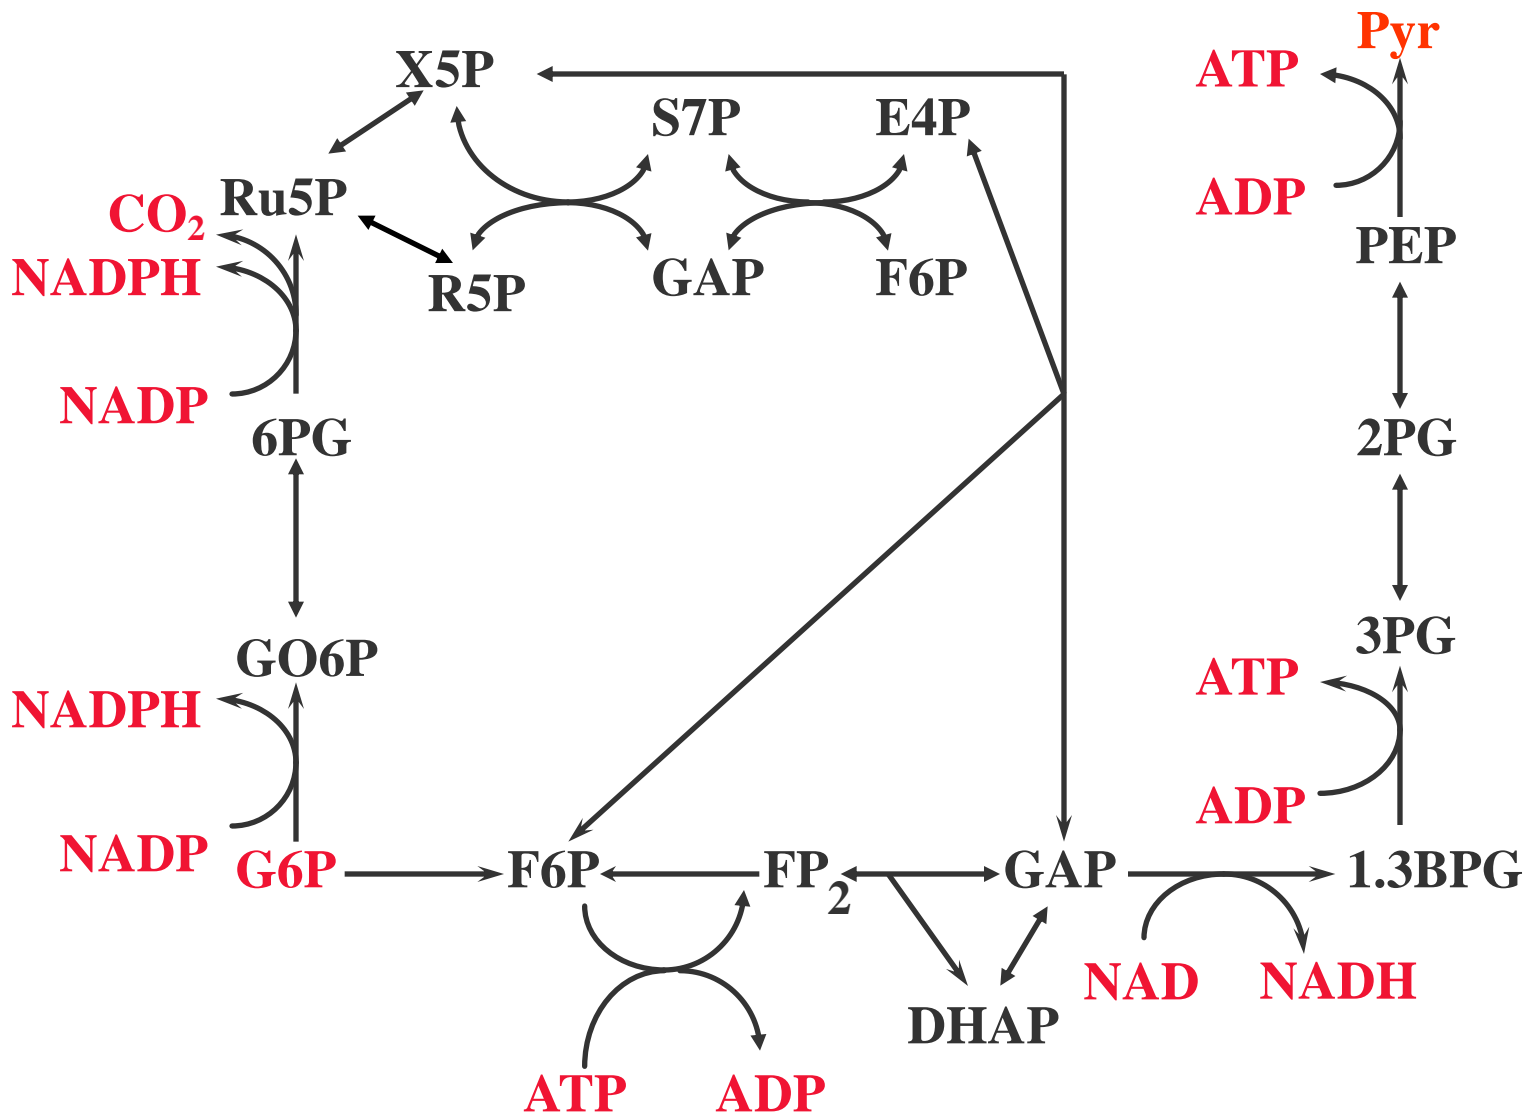 Pyr
X5P
ATP
S7P
E4P
Ru5P
CO₂
ADP
PEP
NADPH
R5P
GAP
F6P
NADP
6PG
2PG
GO6P
3PG
ATP
NADPH
ADP
NADP
G6P
F6P
FP₂
GAP
1.3BPG
NAD
NADH
DHAP
ATP
ADP